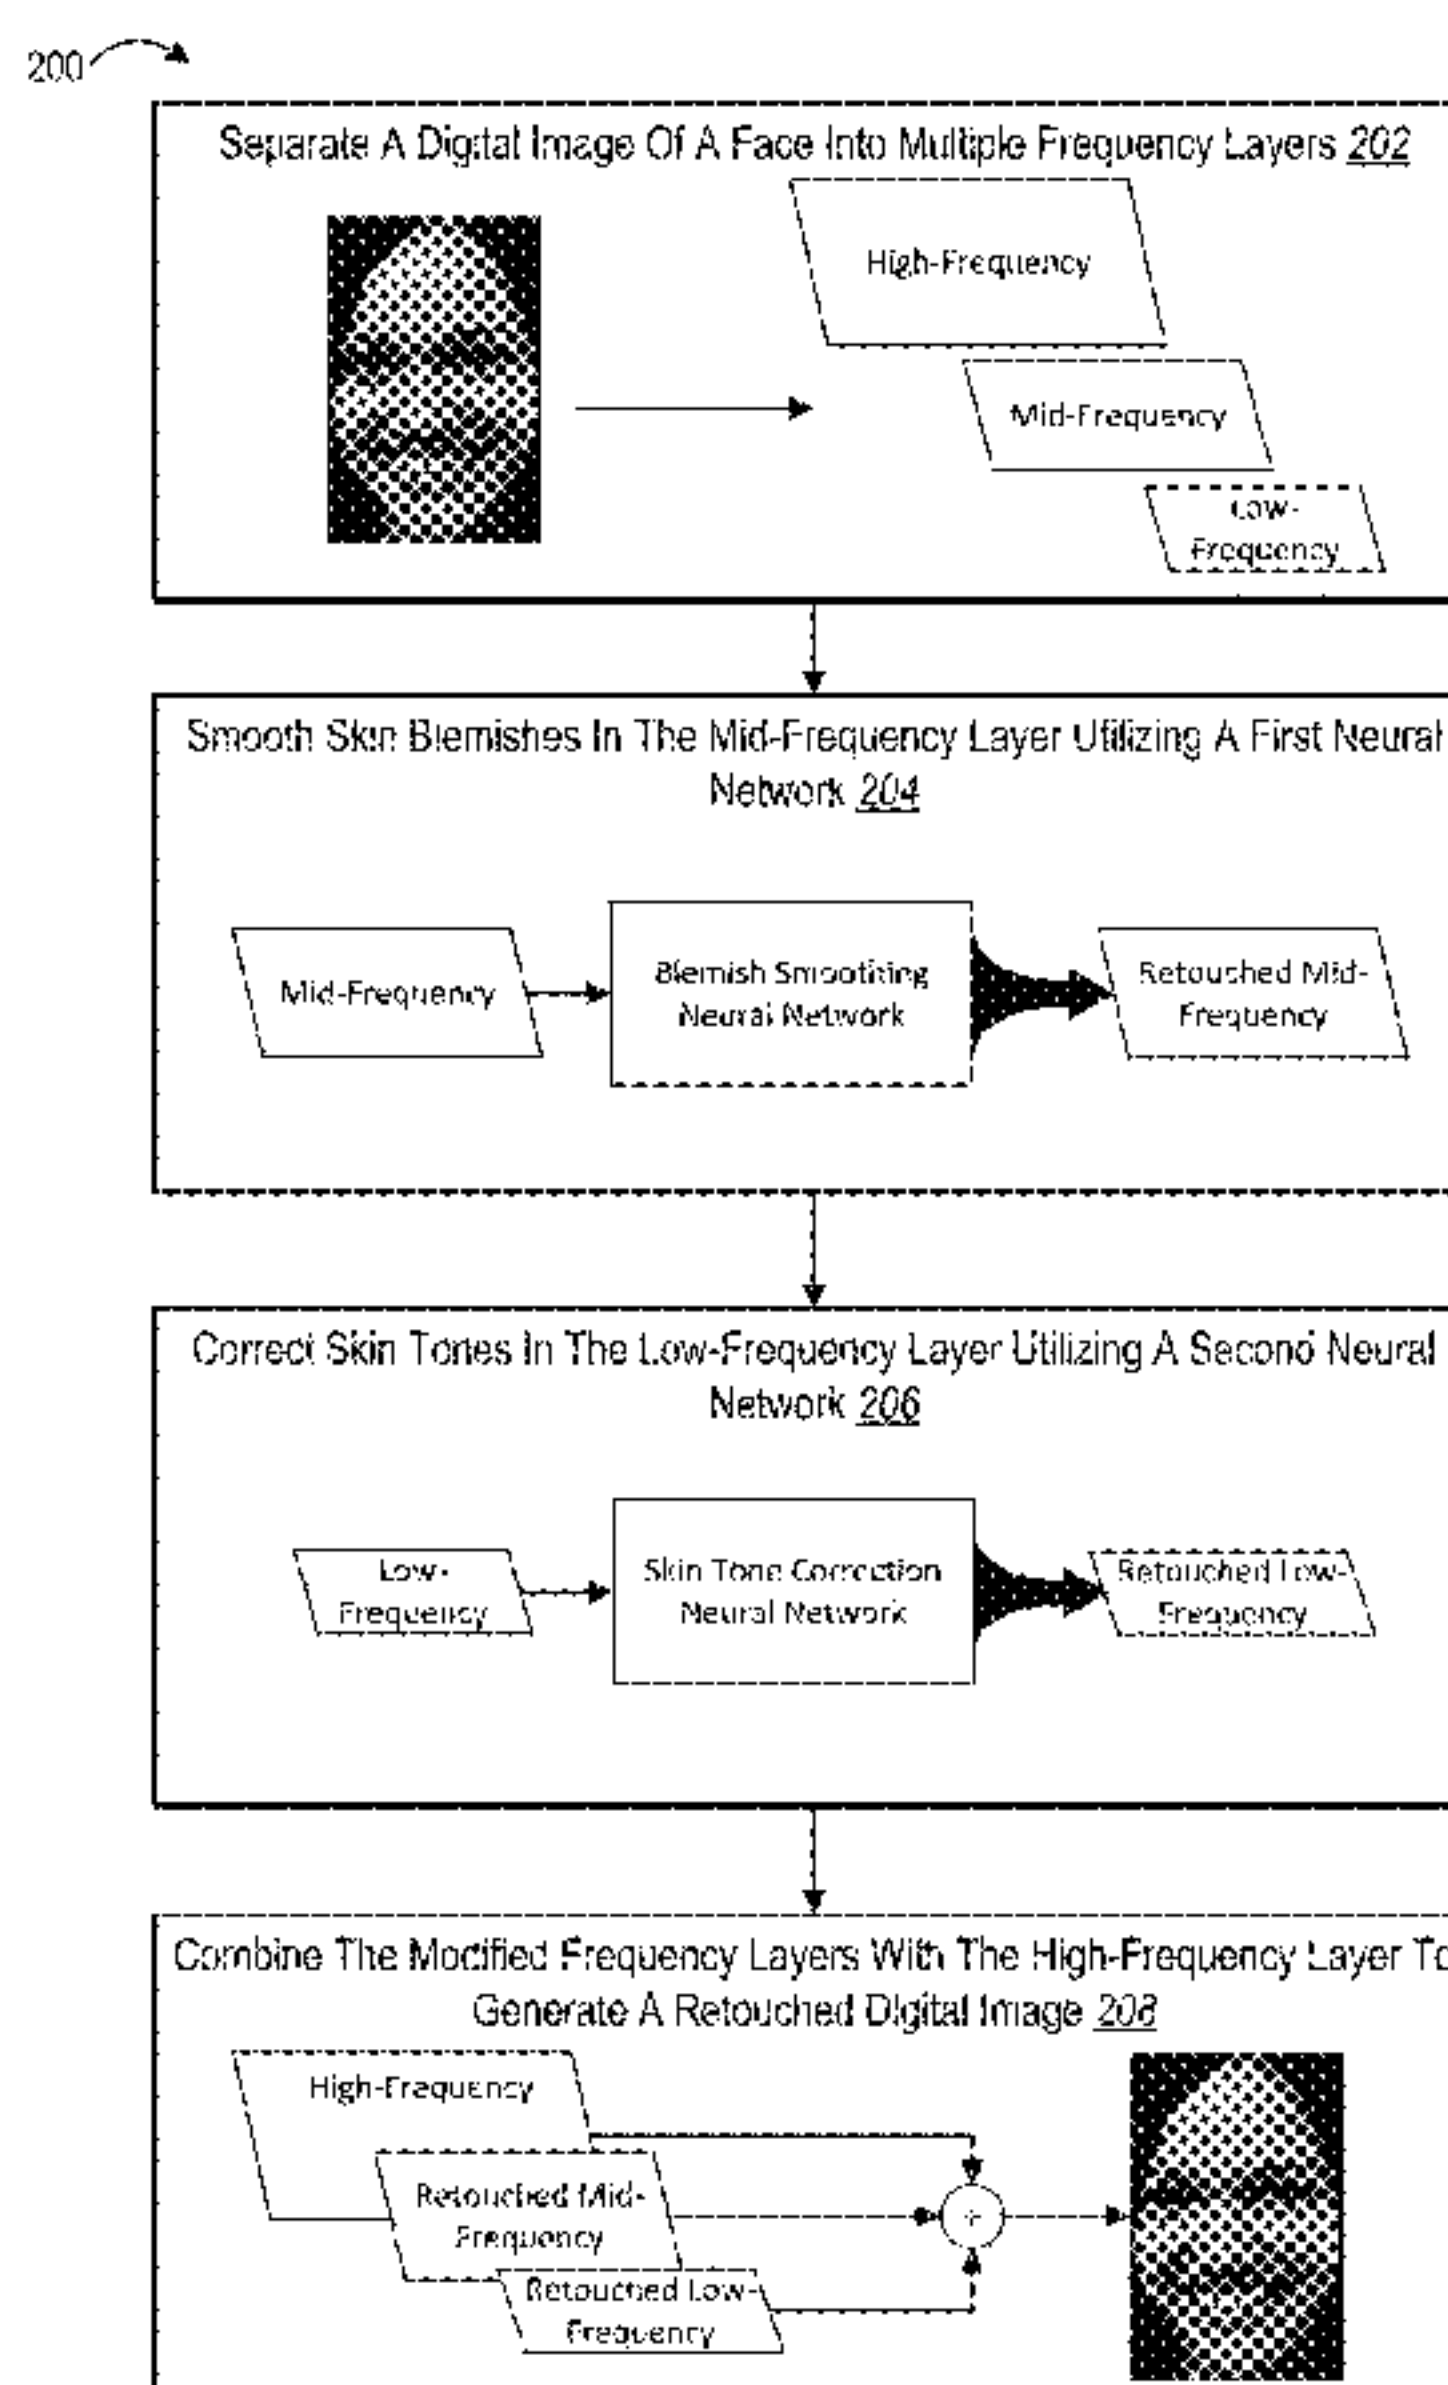 200
Separate A Digital Image Of A Face Into Multiple Frequency Layers 202
High-Frequency
Mid-Frequency
Low-
Frequency
Smooth Skin Blemishes In The Mid-Frequency Layer Utilizing A First Neural
Network 204
Mid-Frequency
Blemish Smoothing
Neural Network
Retouched Mid-
Frequency
Correct Skin Tones In The Low-Frequency Layer Utilizing A Second Neural
Network 206
Low-
Frequency
Skin Tone Correction
Neural Network
Retouched Low-
Frequency
Combine The Modified Frequency Layers With The High-Frequency Layer To
Generate A Retouched Digital Image 208
High-Frequency
Retouched Mid-
Frequency
+
Retouched Low-
Frequency